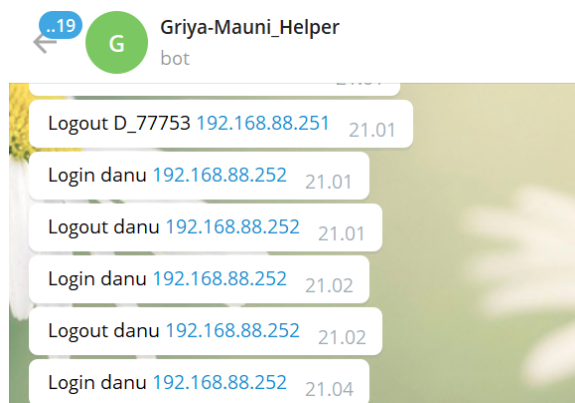 ..19
G
Griya-Mauni_Helper
bot
Logout D_77753 192.168.88.251 21.01
Login danu 192.168.88.252 21.01
Logout danu 192.168.88.252 21.01
Login danu 192.168.88.252 21.02
Logout danu 192.168.88.252 21.02
Login danu 192.168.88.252 21.04